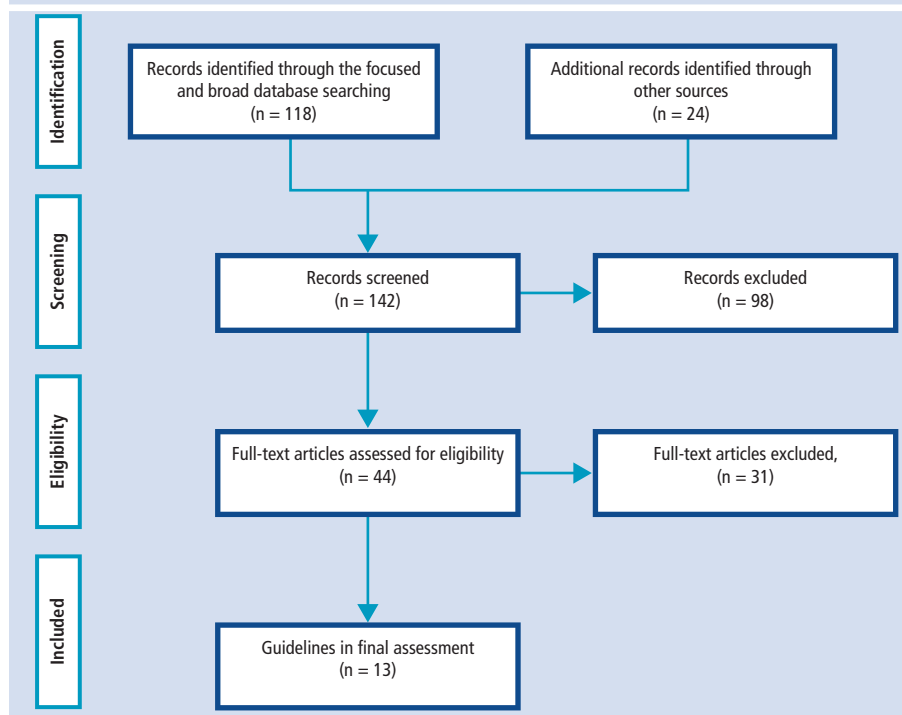 Identification
Records identified through the focused
and broad database searching
(n = 118)
Additional records identified through
other sources
(n = 24)
Screening
Records screened
(n = 142)
Records excluded
(n = 98)
Eligibility
Full-text articles assessed for eligibility
(n = 44)
Full-text articles excluded,
(n = 31)
Included
Guidelines in final assessment
(n = 13)